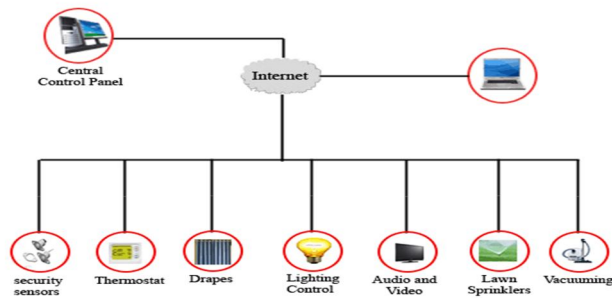 Central
Control Panel
Internet
security
sensors
Thermostat
Drapes
Lighting
Control
Audio and
Video
Lawn
Sprinklers
Vacuuming